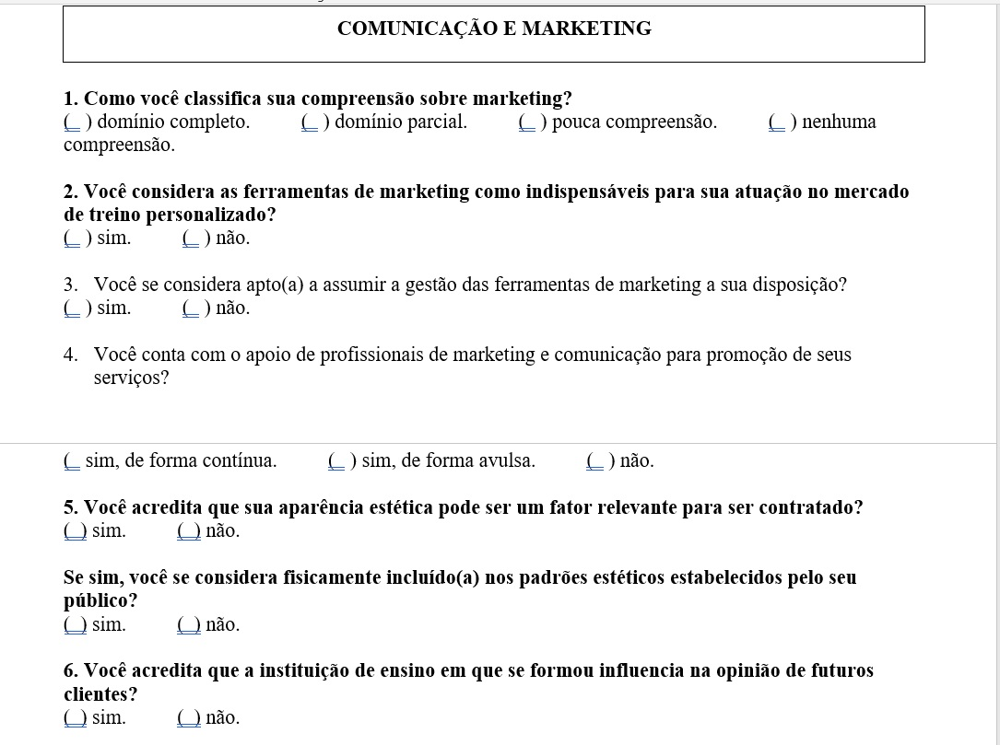 COMUNICAÇÃO E MARKETING
1. Como você classifica sua compreensão sobre marketing?
( ) domínio completo. ( ) domínio parcial. ( ) pouca compreensão. ( ) nenhuma
compreensão.
2. Você considera as ferramentas de marketing como indispensáveis para sua atuação no mercado
de treino personalizado?
( ) sim. ( ) não.
3. Você se considera apto(a) a assumir a gestão das ferramentas de marketing a sua disposição?
( ) sim. ( ) não.
4. Você conta com o apoio de profissionais de marketing e comunicação para promoção de seus
serviços?
( sim, de forma contínua. ( ) sim, de forma avulsa. ( ) não.
5. Você acredita que sua aparência estética pode ser um fator relevante para ser contratado?
( ) sim. ( ) não.
Se sim, você se considera fisicamente incluído(a) nos padrões estéticos estabelecidos pelo seu
público?
( ) sim. ( ) não.
6. Você acredita que a instituição de ensino em que se formou influencia na opinião de futuros
clientes?
( ) sim. ( ) não.